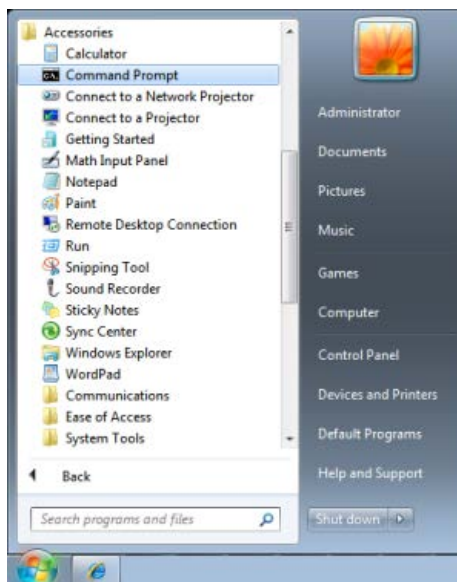 Accessories
Calculator
Command Prompt
Connect to a Network Projector
Connect to a Projector
Getting Started
Math Input Panel
Notepad
Paint
Remote Desktop Connection
Run
Snipping Tool
Sound Recorder
Sticky Notes
Sync Center
Windows Explorer
WordPad
Communications
Ease of Access
System Tools
Back
Search programs and files
Administrator
Documents
Pictures
Music
Games
Computer
Control Panel
Devices and Printers
Default Programs
Help and Support
Shut down